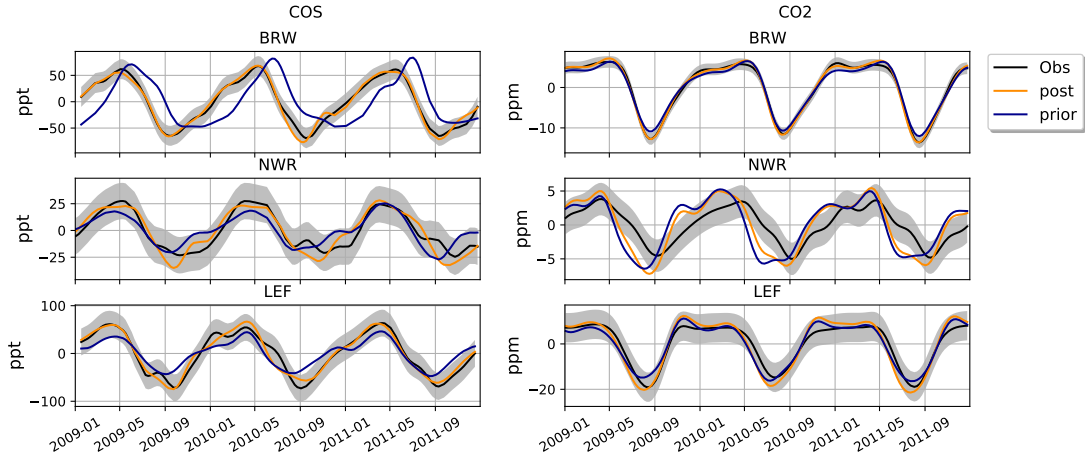 COS
BRW
ppt
50
0
−50
NWR
ppt
25
0
−25
LEF
ppt
100
0
−100
2009-01
2009-05
2009-09
2010-01
2010-05
2010-09
2011-01
2011-05
2011-09
CO2
BRW
ppm
0
−10
NWR
ppm
5
0
−5
LEF
ppm
0
−20
2009-01
2009-05
2009-09
2010-01
2010-05
2010-09
2011-01
2011-05
2011-09
Obs
post
prior